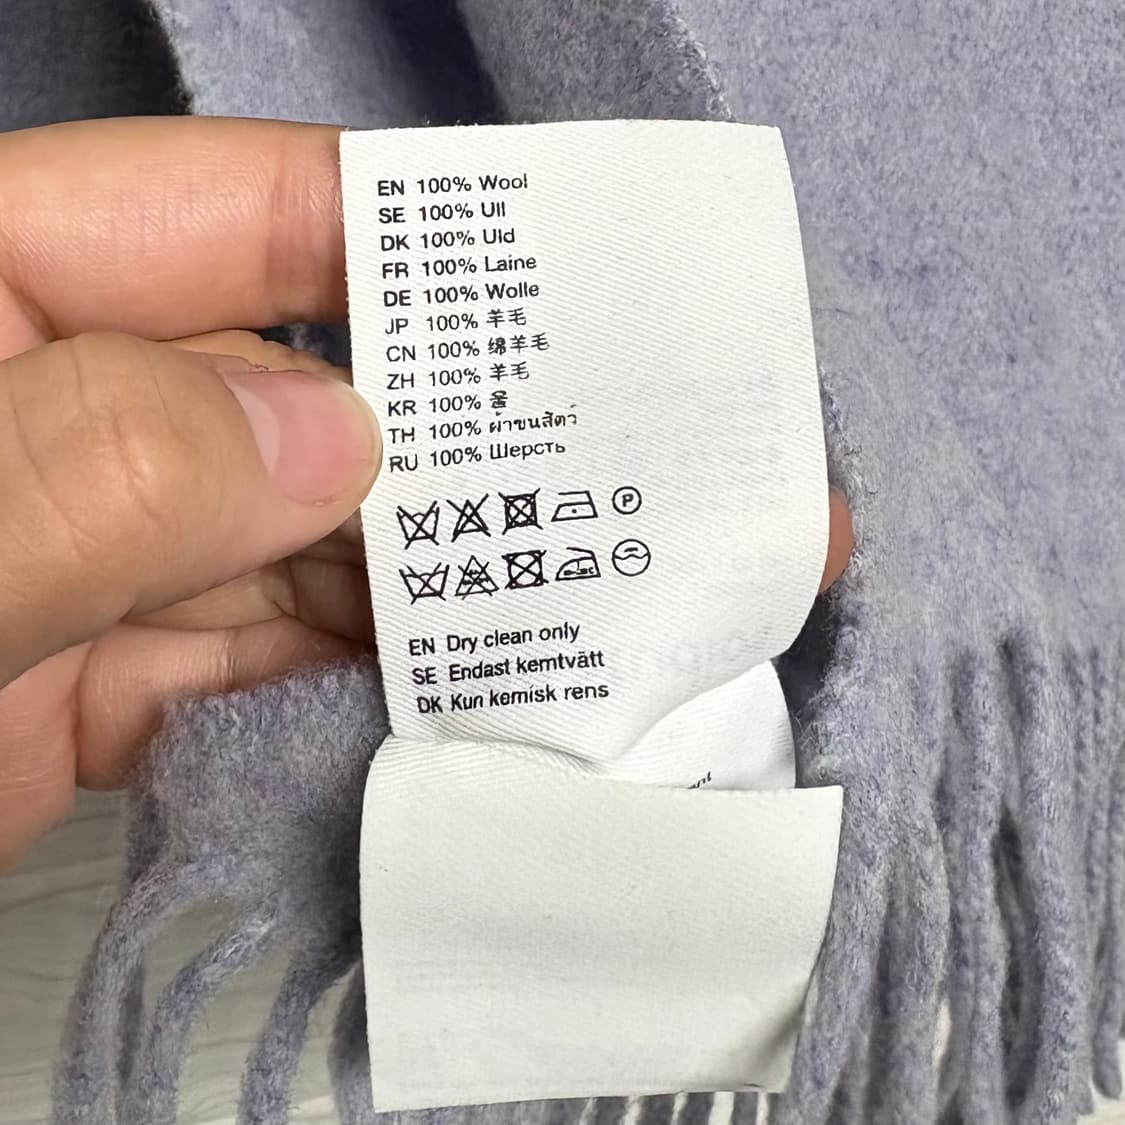 EN 100% Wool
SE 100% Ull
DK 100% Uld
FR 100% Laine
DE 100% Wolle
JP 100% 羊毛
CN 100% 绵羊毛
ZH 100% 羊毛
KR 100% 울
TH 100% ผ้าขนสัตว์
RU 100% Шерсть
P
EN Dry clean only
SE Endast kemtvätt
DK Kun kemisk rens